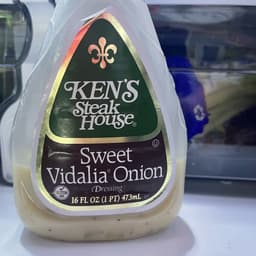 KEN'S
Steak
House®
Sweet
Vidalia® Onion
Dressing
16 FL OZ (1 PT) 473mL